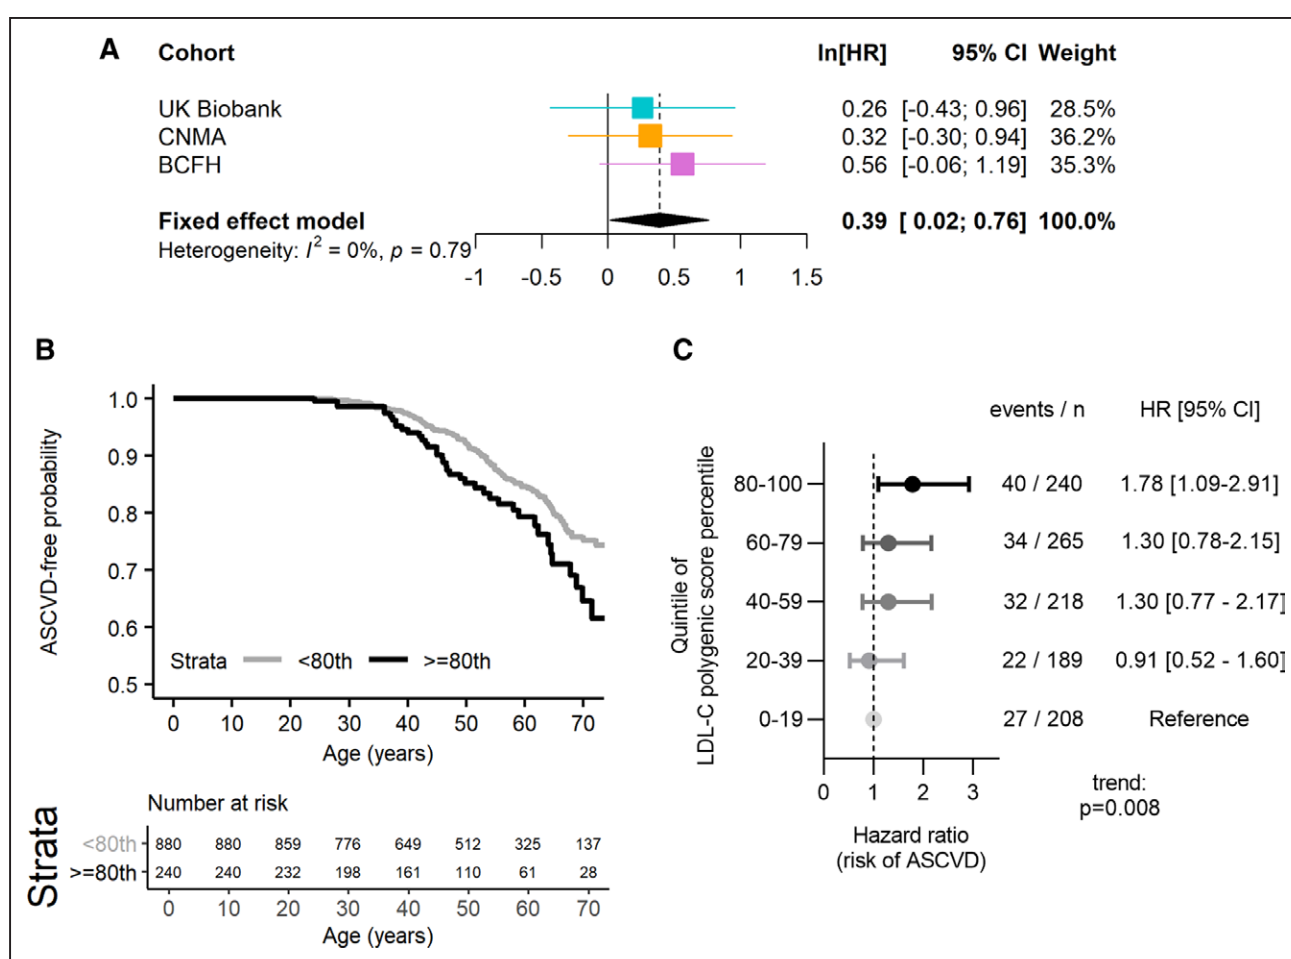 A
Cohort ln[HR] 95% CI Weight
UK Biobank 0.26 [-0.43; 0.96] 28.5%
CNMA 0.32 [-0.30; 0.94] 36.2%
BCFH 0.56 [-0.06; 1.19] 35.3%
Fixed effect model 0.39 [ 0.02; 0.76] 100.0%
Heterogeneity: I² = 0%, p = 0.79
-1 -0.5 0 0.5 1 1.5
B
ASCVD-free probability
1.0
0.9
0.8
0.7
0.6
0.5
Strata <80th >=80th
0 10 20 30 40 50 60 70
Age (years)
Number at risk
Strata
<80th 880 880 859 776 649 512 325 137
>=80th 240 240 232 198 161 110 61 28
0 10 20 30 40 50 60 70
Age (years)
C
events / n HR [95% CI]
Quintile of
LDL-C polygenic score percentile
80-100 40 / 240 1.78 [1.09-2.91]
60-79 34 / 265 1.30 [0.78-2.15]
40-59 32 / 218 1.30 [0.77 - 2.17]
20-39 22 / 189 0.91 [0.52 - 1.60]
0-19 27 / 208 Reference
0 1 2 3
trend:
p=0.008
Hazard ratio
(risk of ASCVD)